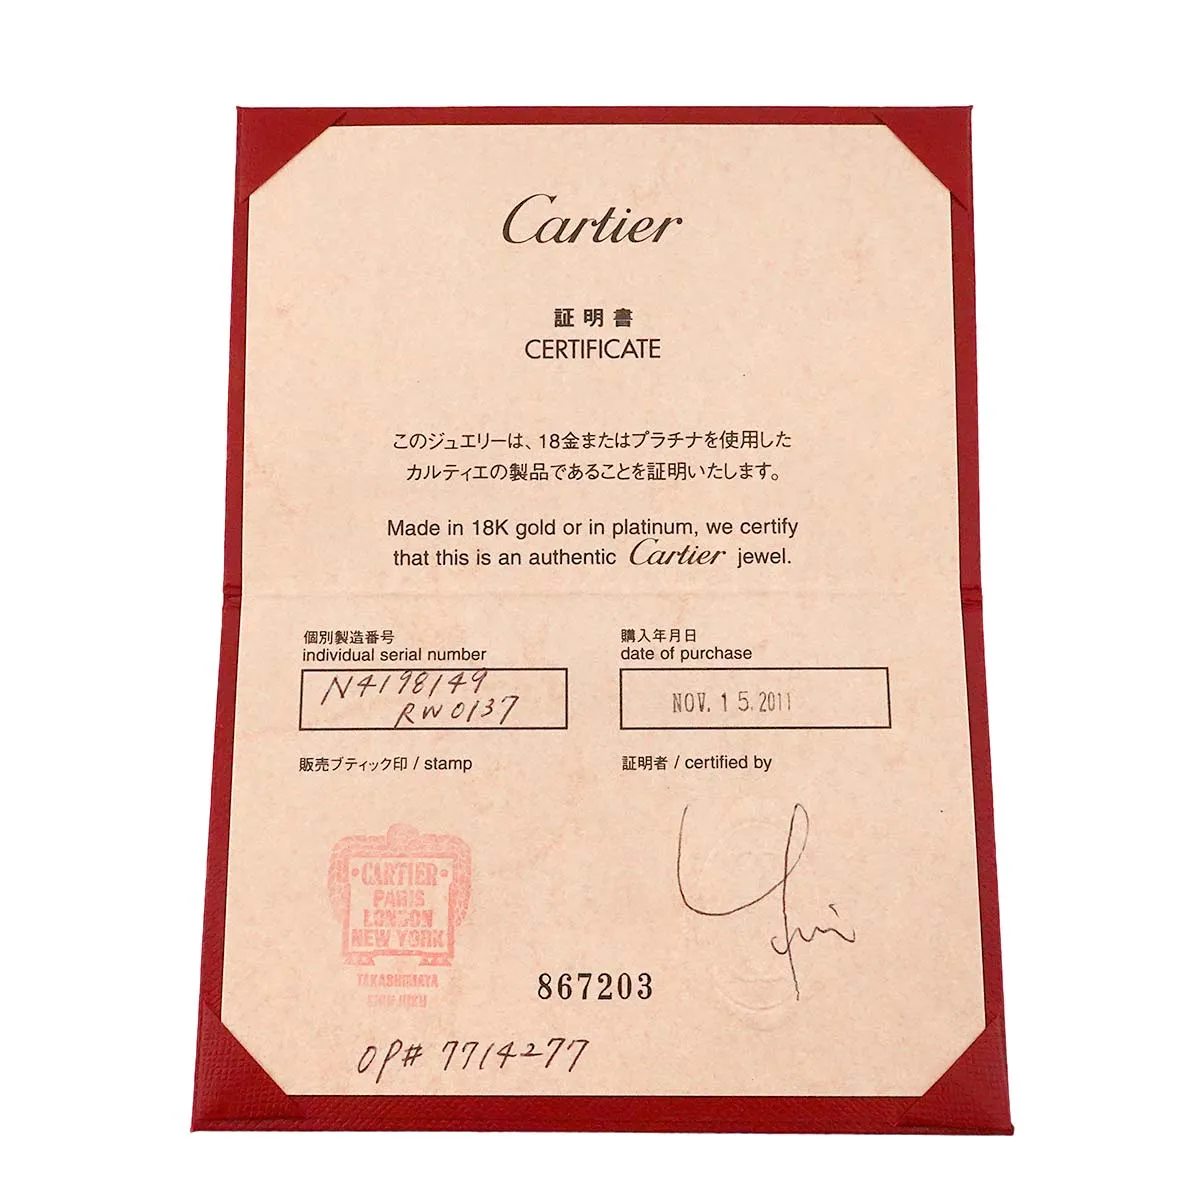 Cartier
証明書
CERTIFICATE
このジュエリーは、18金またはプラチナを使用した
カルティエの製品であることを証明いたします。
Made in 18K gold or in platinum, we certify
that this is an authentic Cartier jewel.
個別製造番号
individual serial number
N4198149
RW0137
購入年月日
date of purchase
NOV. 15. 2011
販売ブティック印 / stamp
証明者 / certified by
CARTIER
PARIS
LONDON
NEW YORK
TAKASHIMAYA
867203
OP# 7714277